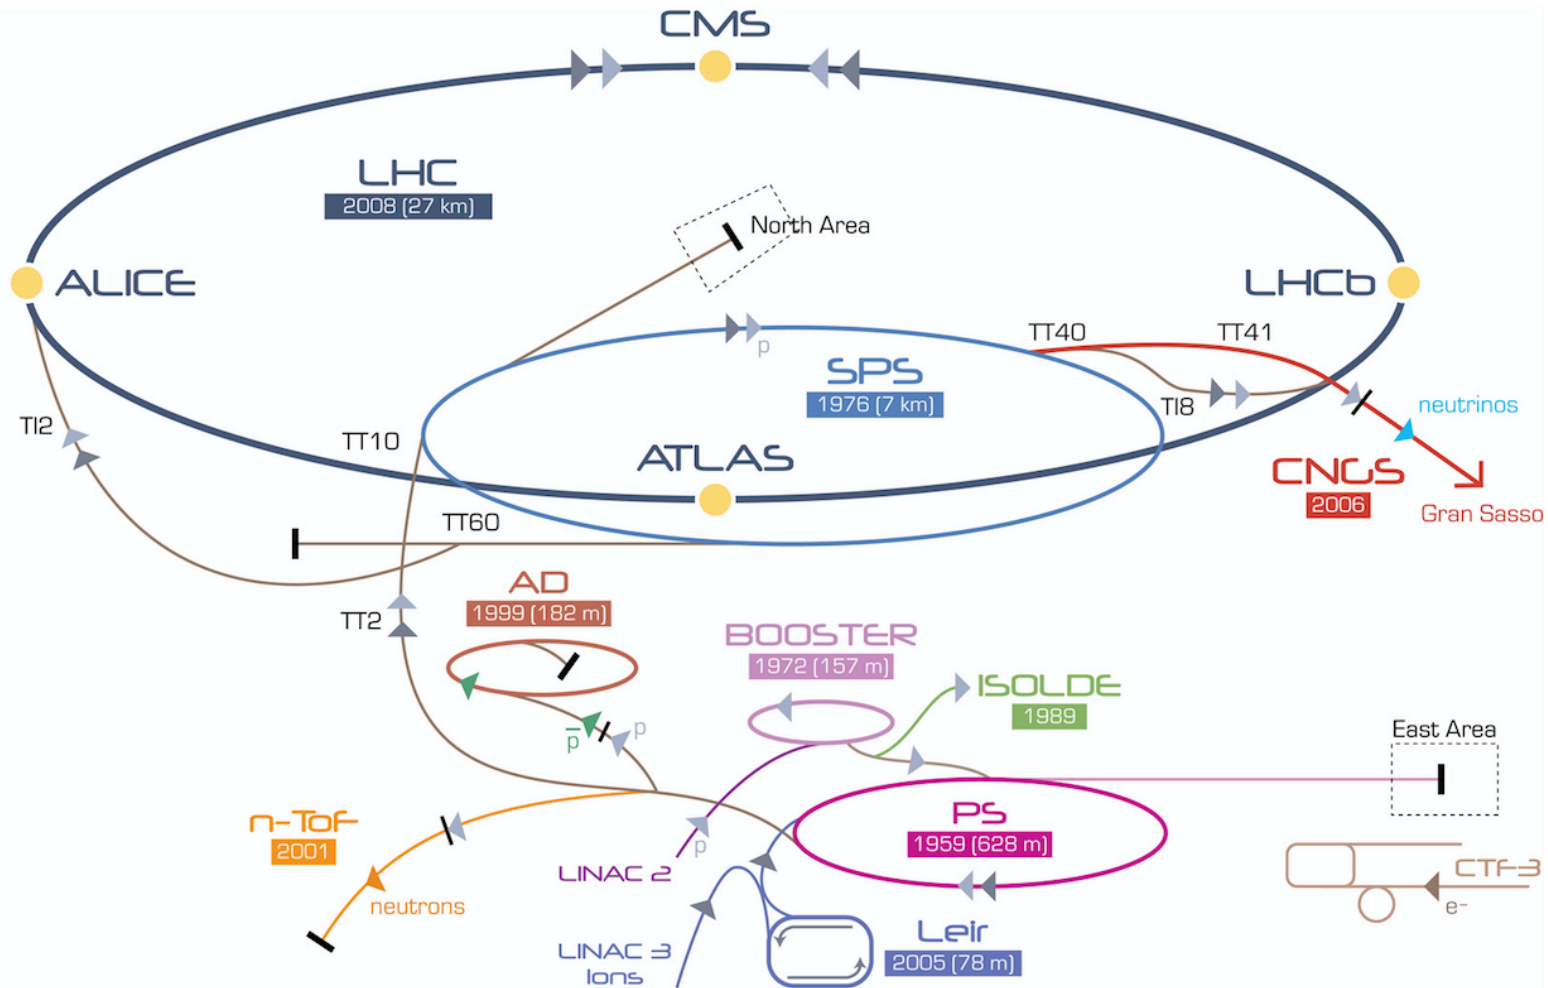 CMS
LHC
2008 (27 km)
North Area
ALICE
LHCb
TT40
TT41
p
SPS
1976 (7 km)
TI8
neutrinos
TI2
TT10
ATLAS
CNGS
2006
Gran Sasso
TT60
AD
1999 (182 m)
TT2
BOOSTER
1972 (157 m)
ISOLDE
1989
p
p̅
East Area
n-ToF
2001
PS
1959 (628 m)
p
LINAC 2
neutrons
CTF-3
e-
LINAC 3
Ions
Leir
2005 (78 m)